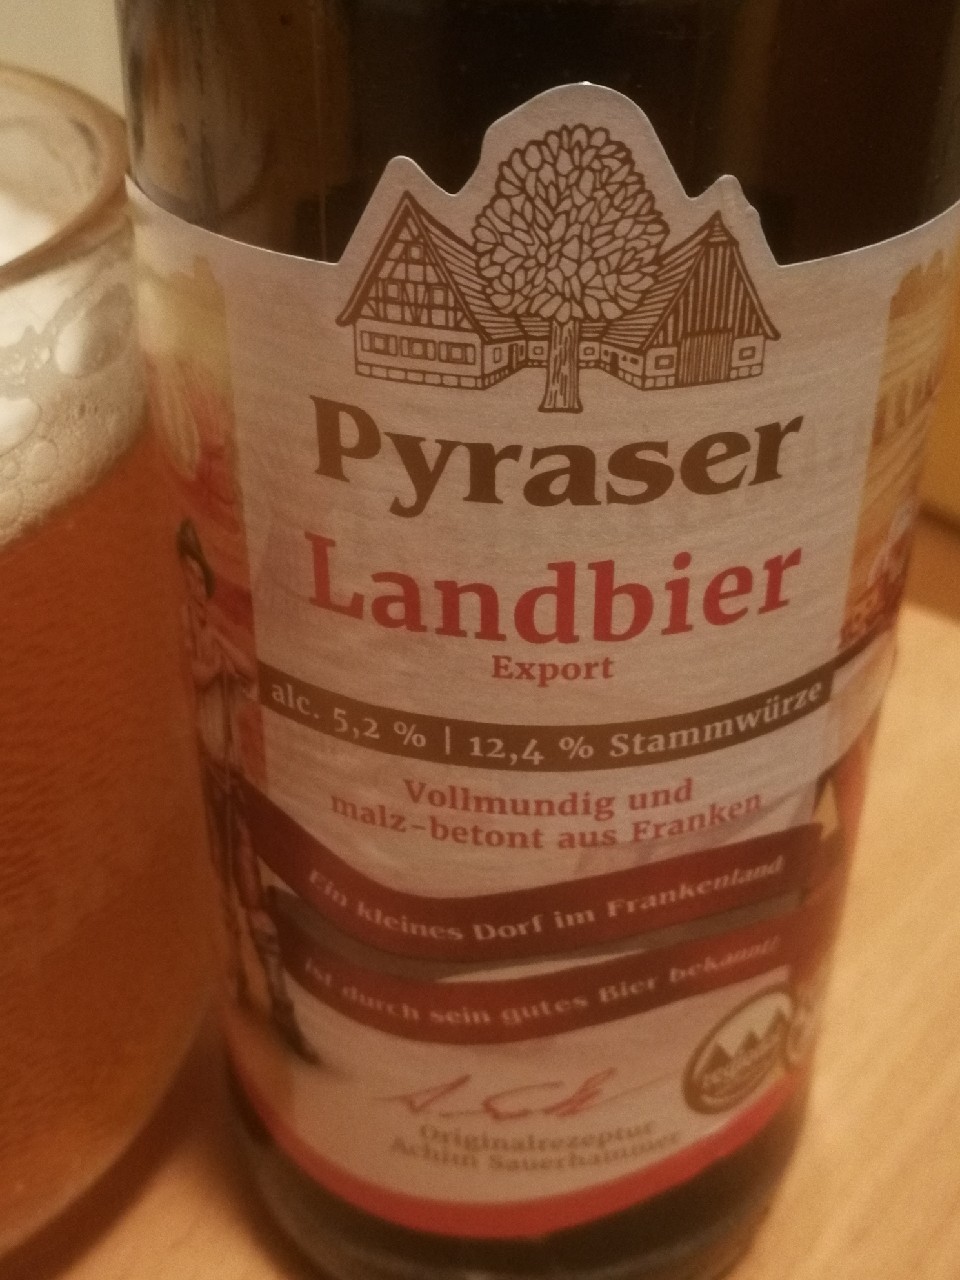 Pyraser
Landbier
Export
alc. 5,2 % | 12,4 % Stammwürze
Vollmundig und
malz-betont aus Franken
Ein kleines Dorf im Frankenland
ist durch sein gutes Bier bekannt!
Originalrezeptur
Achim Sauerhammer